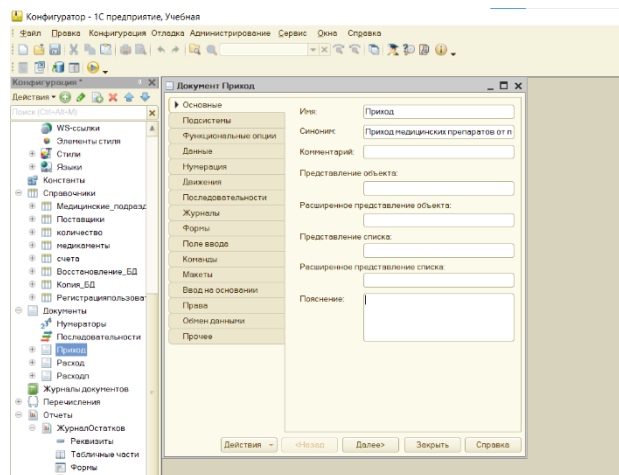 Конфигуратор - 1С предприятие, Учебная
Файл Правка Конфигурация Отладка Администрирование Сервис Окна Справка
Конфигурация *
Действия
Поиск (Ctrl+Alt+M)
WS-ссылки
Элементы стиля
Стили
Языки
Константы
Справочники
Медицинские_подразд
Поставщики
количество
медикаменты
счета
Восстановление_БД
Копия_БД
Регистрацияпользова
Документы
Нумераторы
Последовательности
Приход
Расход
Расходп
Журналы документов
Перечисления
Отчеты
ЖурналОстатков
Реквизиты
Табличные части
Формы
Документ Приход
Основные
Подсистемы
Функциональные опции
Данные
Нумерация
Движения
Последовательности
Журналы
Формы
Поле ввода
Команды
Макеты
Ввод на основании
Права
Обмен данными
Прочее
Имя: Приход
Синоним: Приход медицинских препаратов от п
Комментарий:
Представление объекта:
Расширенное представление объекта:
Представление списка:
Расширенное представление списка:
Пояснение:
Действия <Назад Далее> Закрыть Справка